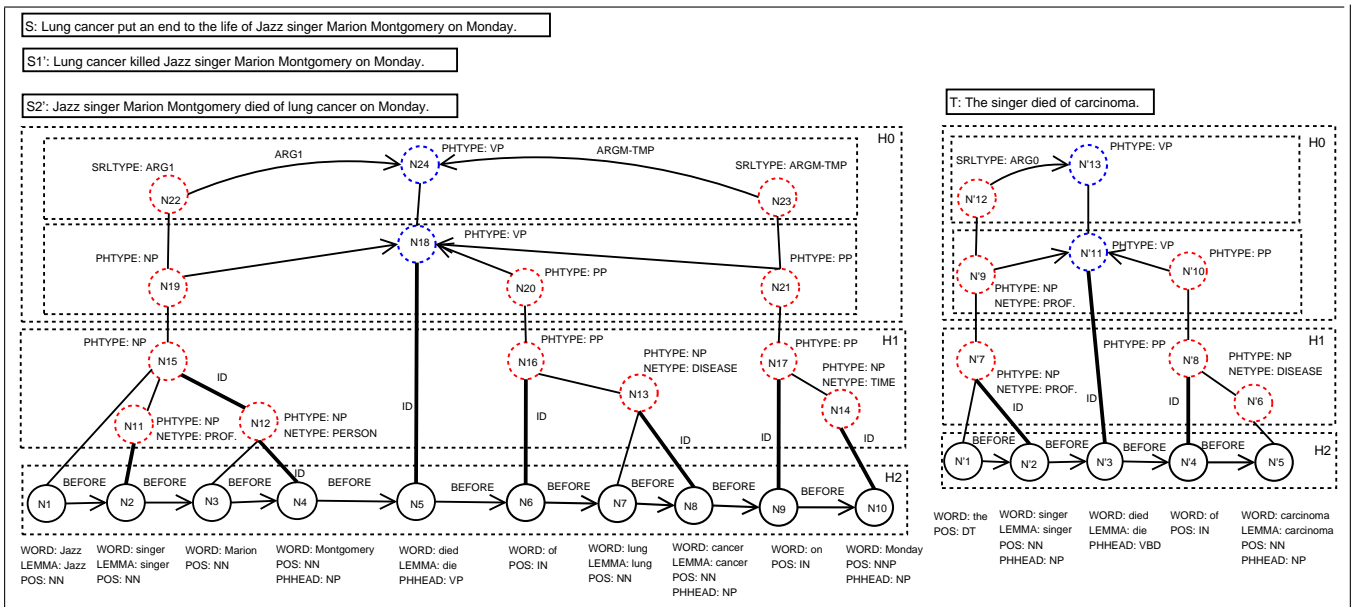 S: Lung cancer put an end to the life of Jazz singer Marion Montgomery on Monday.
S1': Lung cancer killed Jazz singer Marion Montgomery on Monday.
S2': Jazz singer Marion Montgomery died of lung cancer on Monday.
T: The singer died of carcinoma.
H0
ARG1
N24
PHTYPE: VP
ARGM-TMP
SRLTYPE: ARG1
SRLTYPE: ARGM-TMP
N22
N23
PHTYPE: VP
N18
PHTYPE: NP
PHTYPE: PP
PHTYPE: PP
N19
N20
N21
H1
PHTYPE: NP
PHTYPE: PP
PHTYPE: PP
N15
N16
N17
PHTYPE: NP
NETYPE: DISEASE
PHTYPE: NP
NETYPE: TIME
ID
ID
N13
N14
N11
PHTYPE: NP
NETYPE: PROF.
N12
PHTYPE: NP
NETYPE: PERSON
ID
ID
ID
ID
ID
H2
BEFORE
BEFORE
BEFORE
BEFORE
BEFORE
BEFORE
BEFORE
BEFORE
BEFORE
N1
N2
N3
N4
N5
N6
N7
N8
N9
N10
WORD: Jazz
LEMMA: Jazz
POS: NN
WORD: singer
LEMMA: singer
POS: NN
WORD: Marion
POS: NN
WORD: Montgomery
POS: NN
PHHEAD: NP
WORD: died
LEMMA: die
PHHEAD: VP
WORD: of
POS: IN
WORD: lung
LEMMA: lung
POS: NN
WORD: cancer
LEMMA: cancer
POS: NN
PHHEAD: NP
WORD: on
POS: IN
WORD: Monday
POS: NNP
PHHEAD: NP
H0
SRLTYPE: ARG0
N'13
PHTYPE: VP
N'12
PHTYPE: VP
N'11
PHTYPE: PP
N'9
N'10
PHTYPE: NP
NETYPE: PROF.
H1
N'7
PHTYPE: PP
N'8
PHTYPE: NP
NETYPE: DISEASE
PHTYPE: NP
NETYPE: PROF.
N'6
ID
ID
ID
H2
BEFORE
BEFORE
BEFORE
BEFORE
N'1
N'2
N'3
N'4
N'5
WORD: the
POS: DT
WORD: singer
LEMMA: singer
POS: NN
PHHEAD: NP
WORD: died
LEMMA: die
PHHEAD: VBD
WORD: of
POS: IN
WORD: carcinoma
LEMMA: carcinoma
POS: NN
PHHEAD: NP